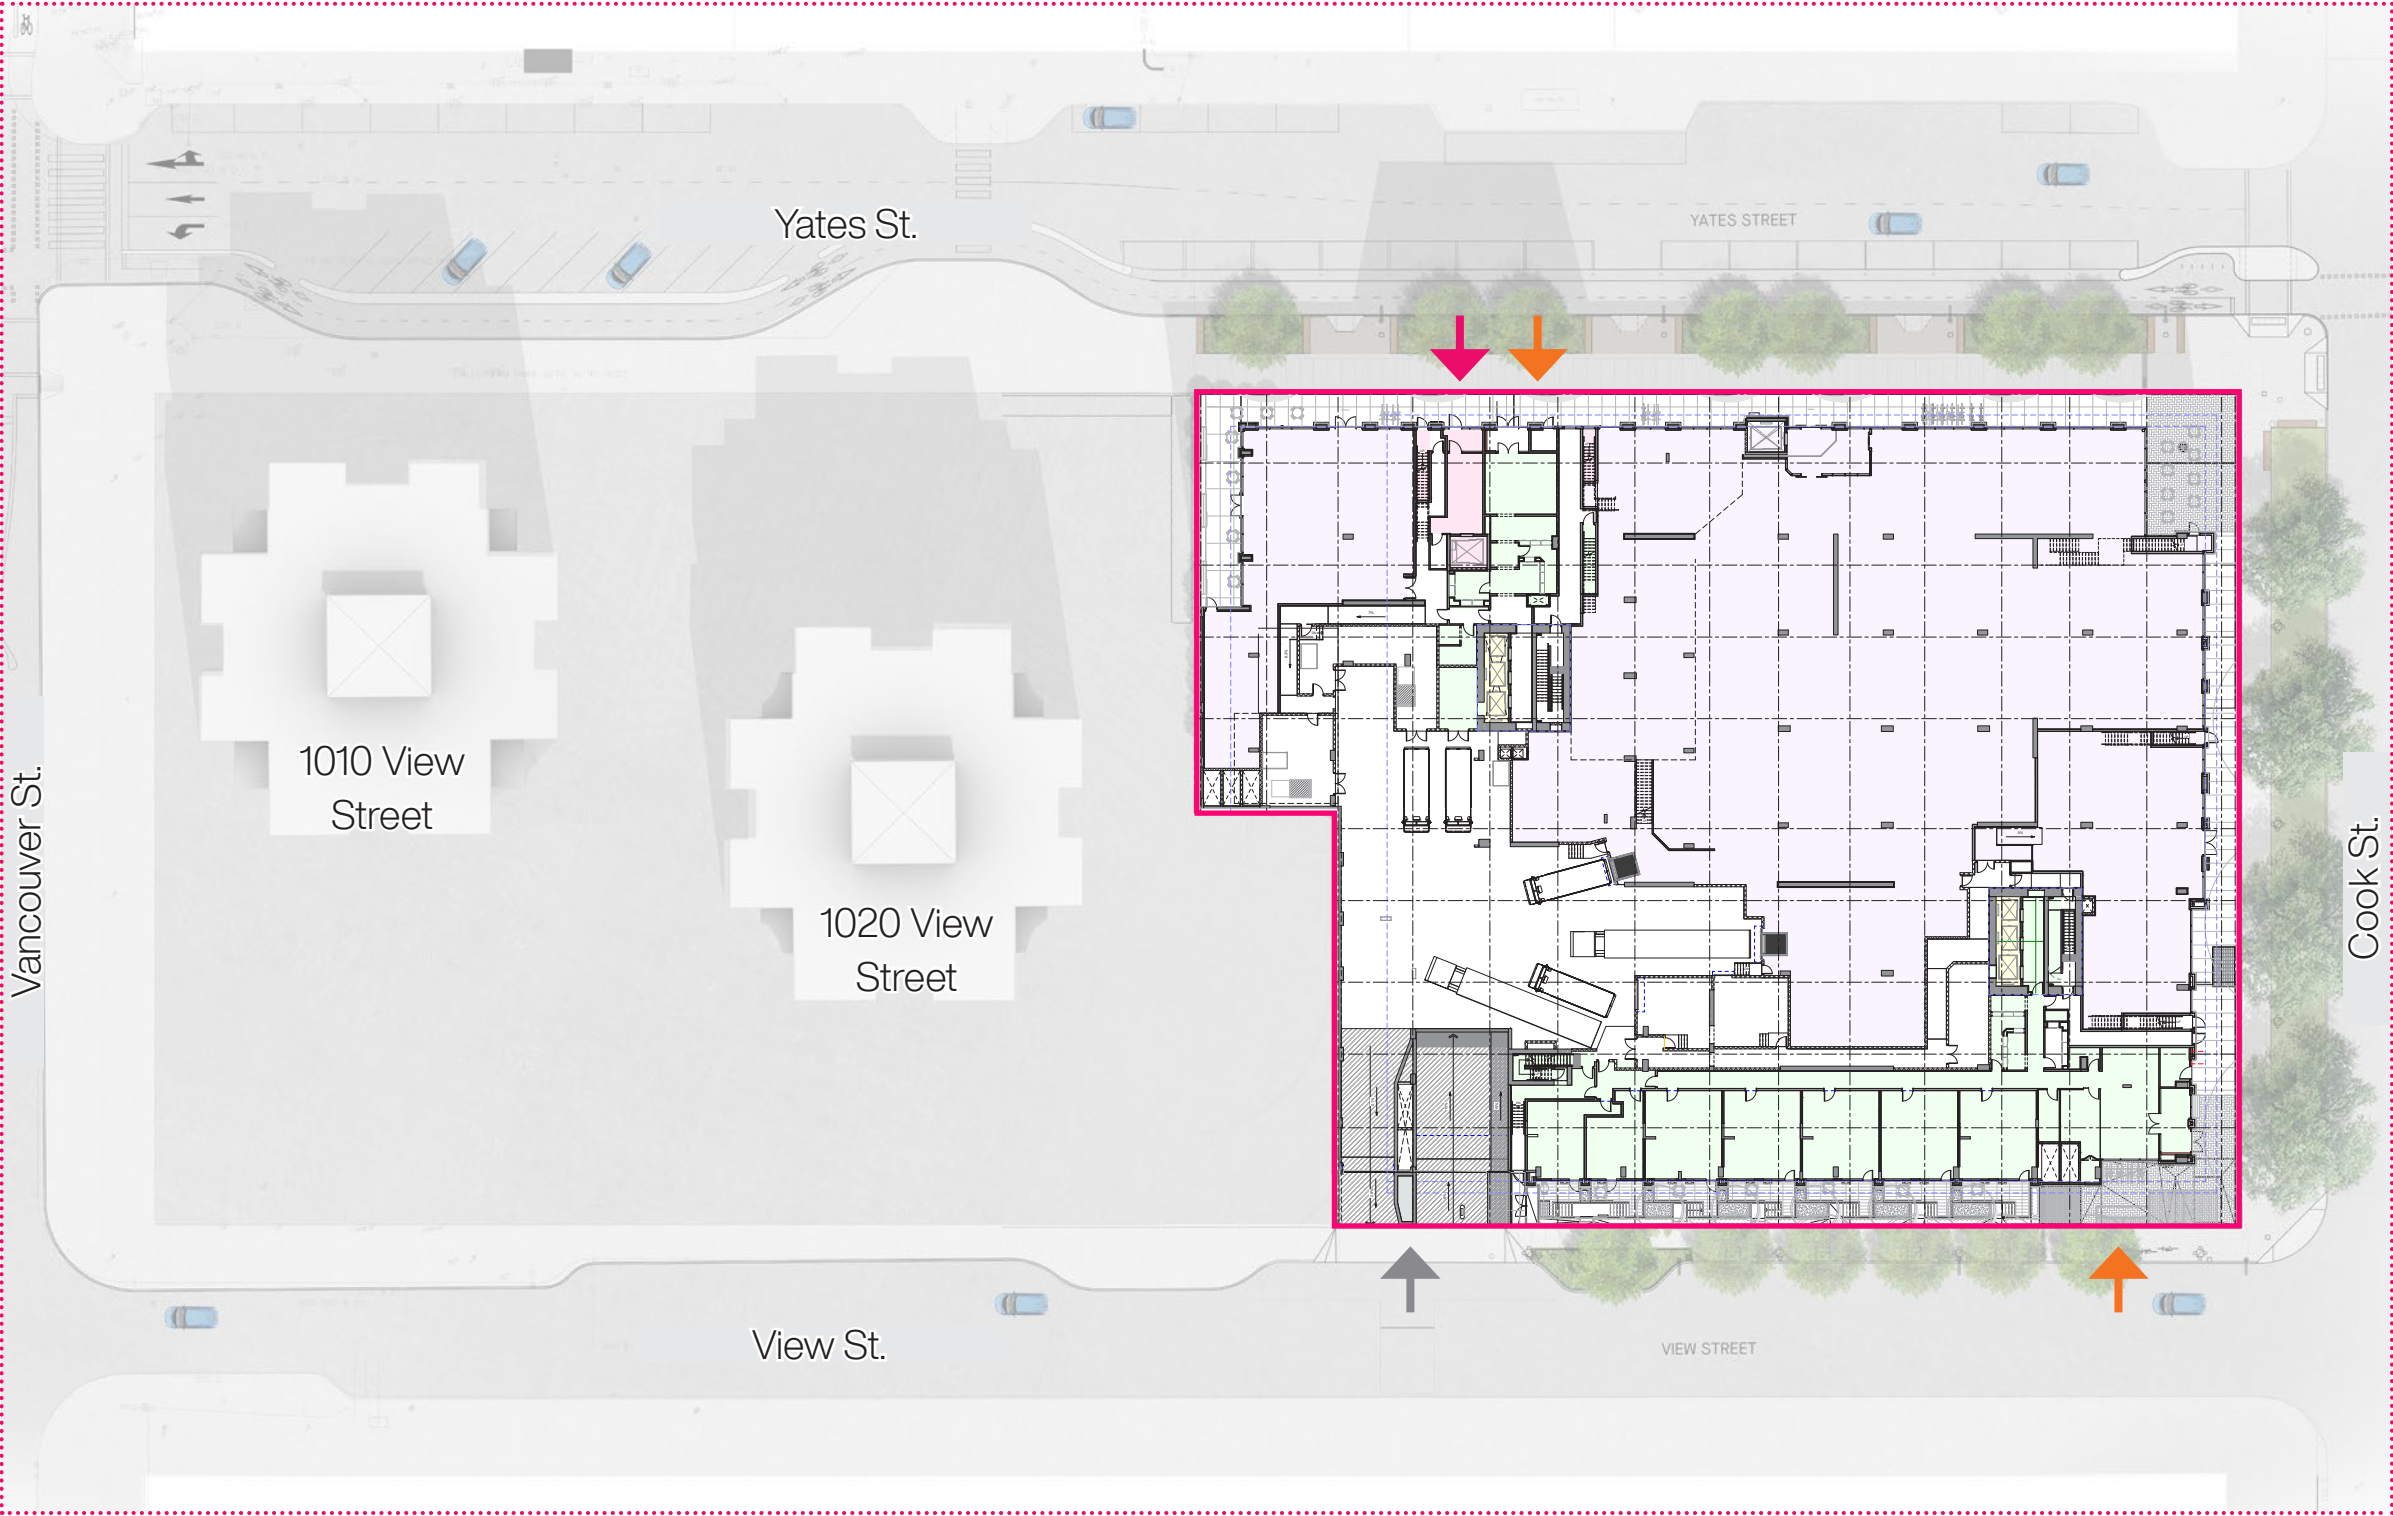 Yates St.
YATES STREET
1010 View
Street
Vancouver St.
1020 View
Street
Cook St.
View St.
VIEW STREET